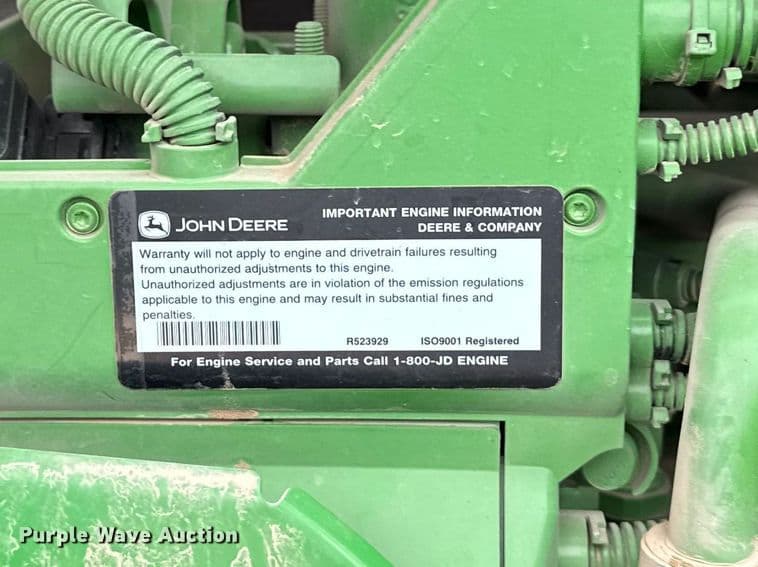 JOHN DEERE
IMPORTANT ENGINE INFORMATION
DEERE & COMPANY
Warranty will not apply to engine and drivetrain failures resulting
from unauthorized adjustments to this engine.
Unauthorized adjustments are in violation of the emission regulations
applicable to this engine and may result in substantial fines and
penalties.
R523929 ISO9001 Registered
For Engine Service and Parts Call 1-800-JD ENGINE
Purple Wave Auction